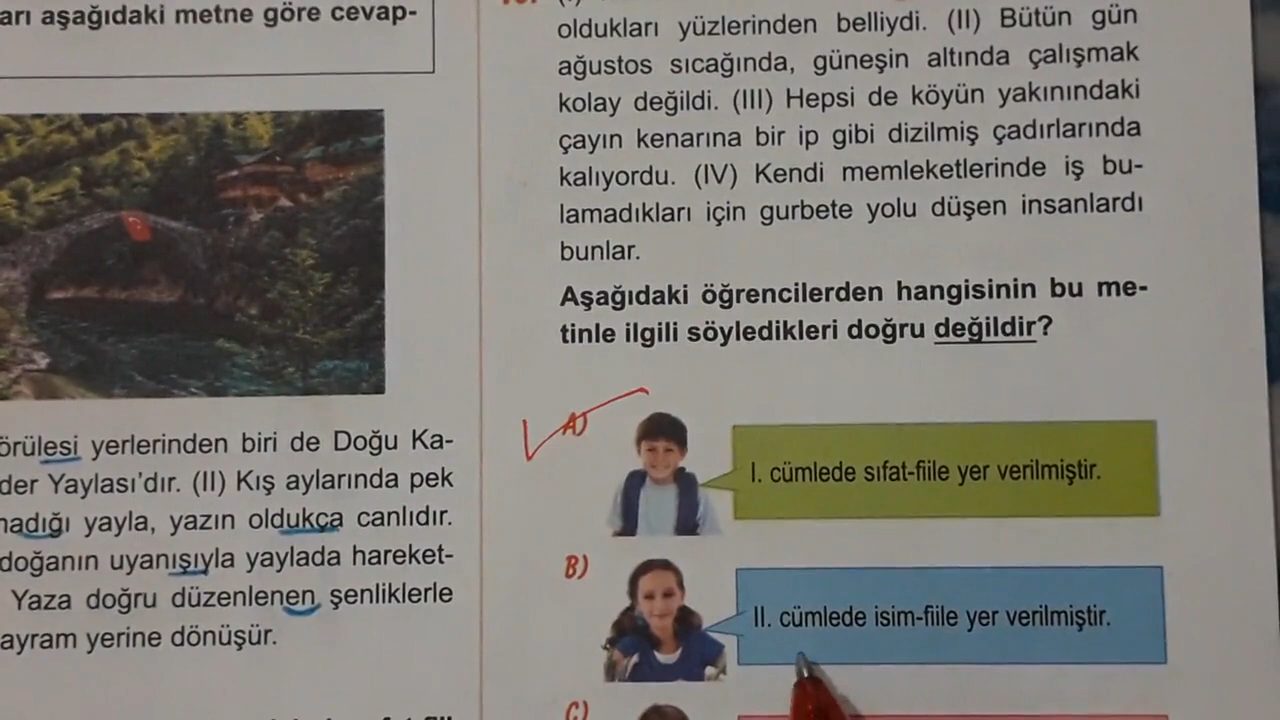 arı aşağıdaki metne göre cevap-
örülesi yerlerinden biri de Doğu Ka-
der Yaylası'dır. (II) Kış aylarında pek
madığı yayla, yazın oldukça canlıdır.
doğanın uyanışıyla yaylada hareket-
Yaza doğru düzenlenen şenliklerle
ayram yerine dönüşür.
oldukları yüzlerinden belliydi. (II) Bütün gün
ağustos sıcağında, güneşin altında çalışmak
kolay değildi. (III) Hepsi de köyün yakınındaki
çayın kenarına bir ip gibi dizilmiş çadırlarında
kalıyordu. (IV) Kendi memleketlerinde iş bu-
lamadıkları için gurbete yolu düşen insanlardı
bunlar.
Aşağıdaki öğrencilerden hangisinin bu me-
tinle ilgili söyledikleri doğru değildir?
A)
I. cümlede sıfat-fiile yer verilmiştir.
B)
II. cümlede isim-fiile yer verilmiştir.
C)